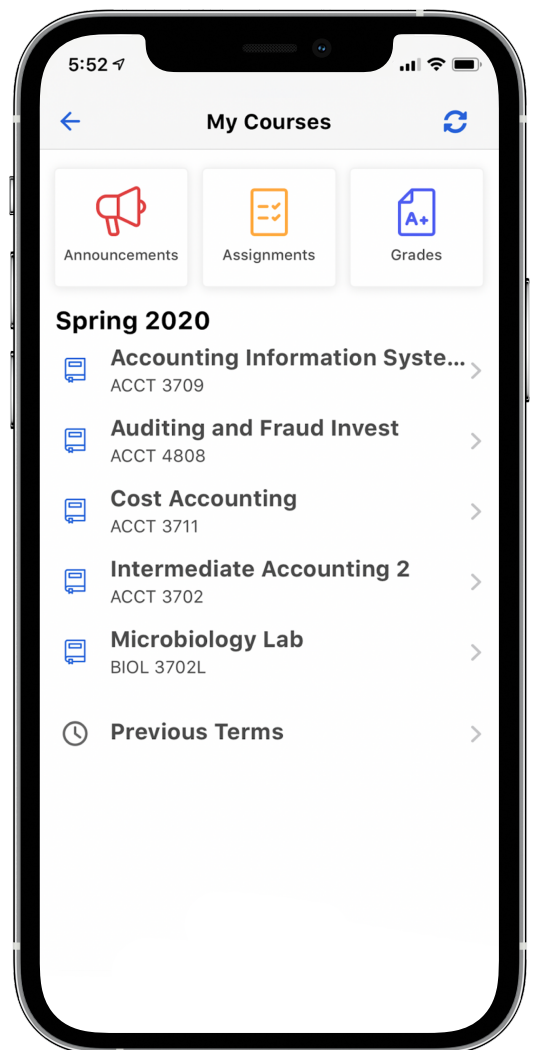 5:52
My Courses
A+
Announcements
Assignments
Grades
Spring 2020
Accounting Information Syste...
ACCT 3709
Auditing and Fraud Invest
ACCT 4808
Cost Accounting
ACCT 3711
Intermediate Accounting 2
ACCT 3702
Microbiology Lab
BIOL 3702L
Previous Terms